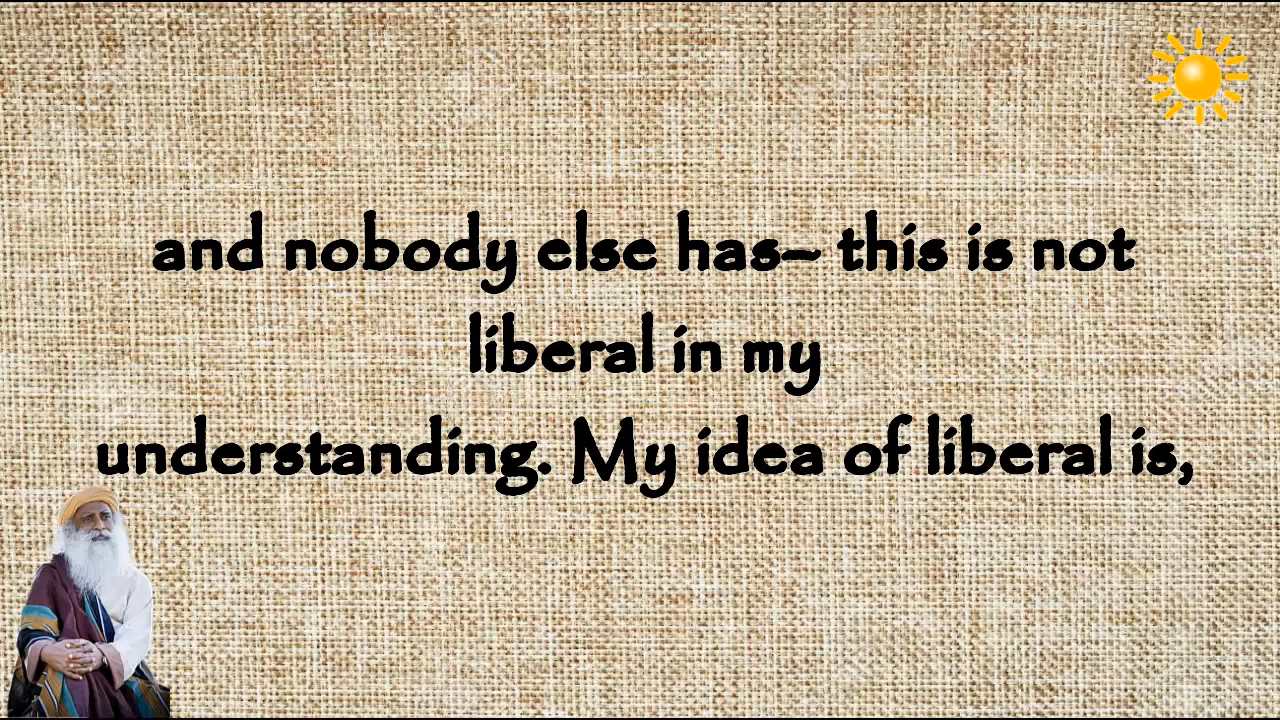 and nobody else has– this is not
liberal in my
understanding. My idea of liberal is,